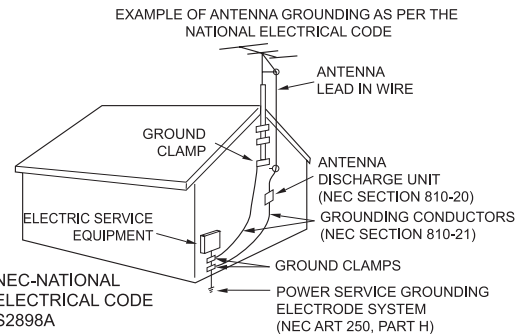 EXAMPLE OF ANTENNA GROUNDING AS PER THE
NATIONAL ELECTRICAL CODE
ANTENNA
LEAD IN WIRE
GROUND
CLAMP
ANTENNA
DISCHARGE UNIT
(NEC SECTION 810-20)
ELECTRIC SERVICE
EQUIPMENT
GROUNDING CONDUCTORS
(NEC SECTION 810-21)
GROUND CLAMPS
POWER SERVICE GROUNDING
ELECTRODE SYSTEM
(NEC ART 250, PART H)
NEC-NATIONAL
ELECTRICAL CODE
S2898A